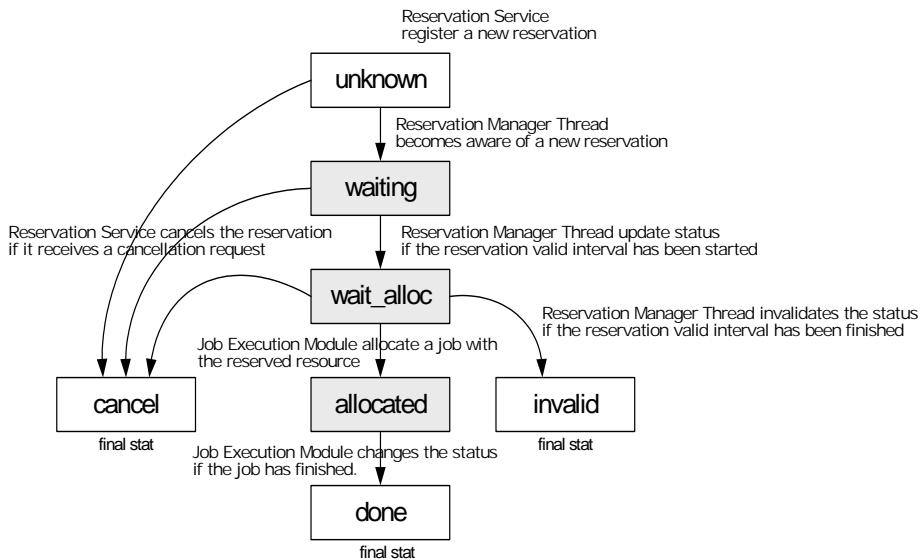 Reservation Service
register a new reservation
unknown
Reservation Manager Thread
becomes aware of a new reservation
waiting
Reservation Service cancels the reservation
if it receives a cancellation request
Reservation Manager Thread update status
if the reservation valid interval has been started
wait_alloc
Reservation Manager Thread invalidates the status
if the reservation valid interval has been finished
Job Execution Module allocate a job with
the reserved resource
cancel
allocated
invalid
final stat
final stat
Job Execution Module changes the status
if the job has finished.
done
final stat